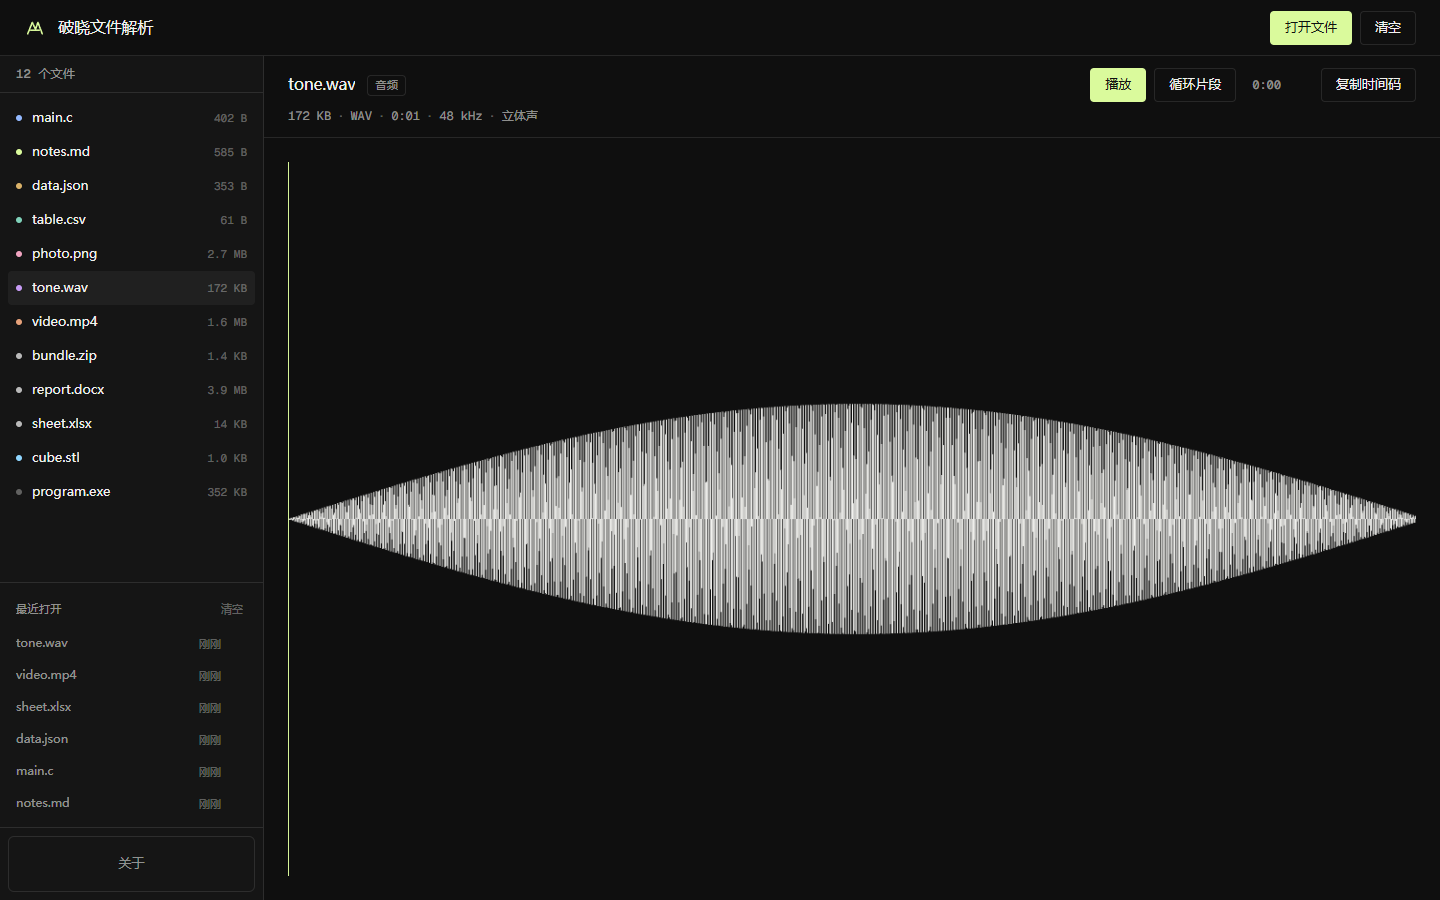 破晓文件解析
打开文件 清空
12 个文件
main.c 402 B
notes.md 585 B
data.json 353 B
table.csv 61 B
photo.png 2.7 MB
tone.wav 172 KB
video.mp4 1.6 MB
bundle.zip 1.4 KB
report.docx 3.9 MB
sheet.xlsx 14 KB
cube.stl 1.0 KB
program.exe 352 KB
最近打开 清空
tone.wav 刚刚
video.mp4 刚刚
sheet.xlsx 刚刚
data.json 刚刚
main.c 刚刚
notes.md 刚刚
关于
tone.wav 音频
播放 循环片段 0:00 复制时间码
172 KB · WAV · 0:01 · 48 kHz · 立体声